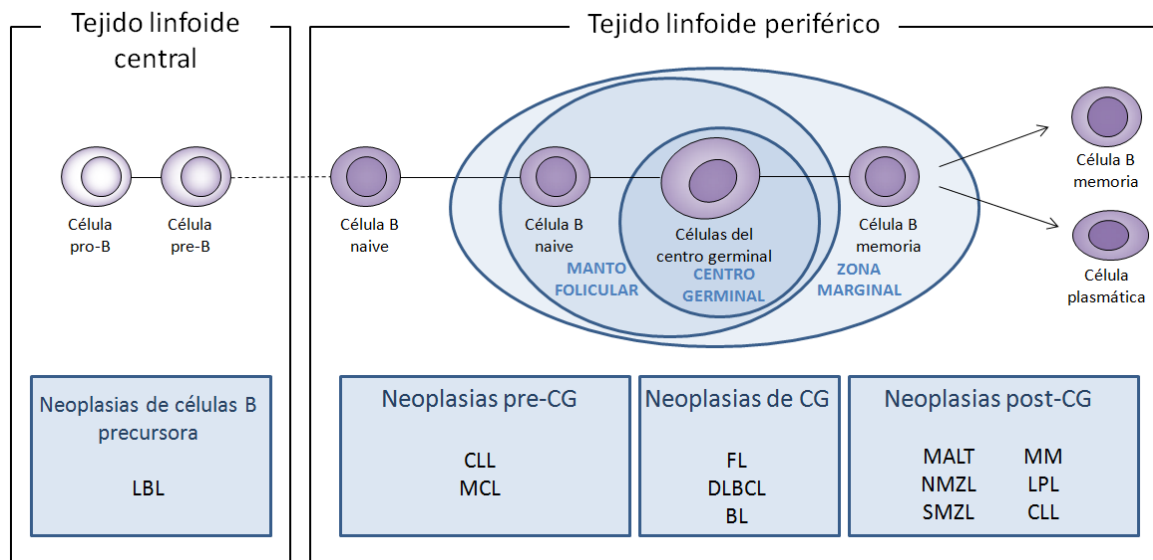 Tejido linfoide
central
Tejido linfoide periférico
Célula
pro-B
Célula
pre-B
Célula B
naive
Célula B
naive
Células del
centro germinal
Célula B
memoria
Célula B
memoria
Célula
plasmática
MANTO
FOLICULAR
CENTRO
GERMINAL
ZONA
MARGINAL
Neoplasias de células B
precursora
LBL
Neoplasias pre-CG
CLL
MCL
Neoplasias de CG
FL
DLBCL
BL
Neoplasias post-CG
MALT MM
NMZL LPL
SMZL CLL